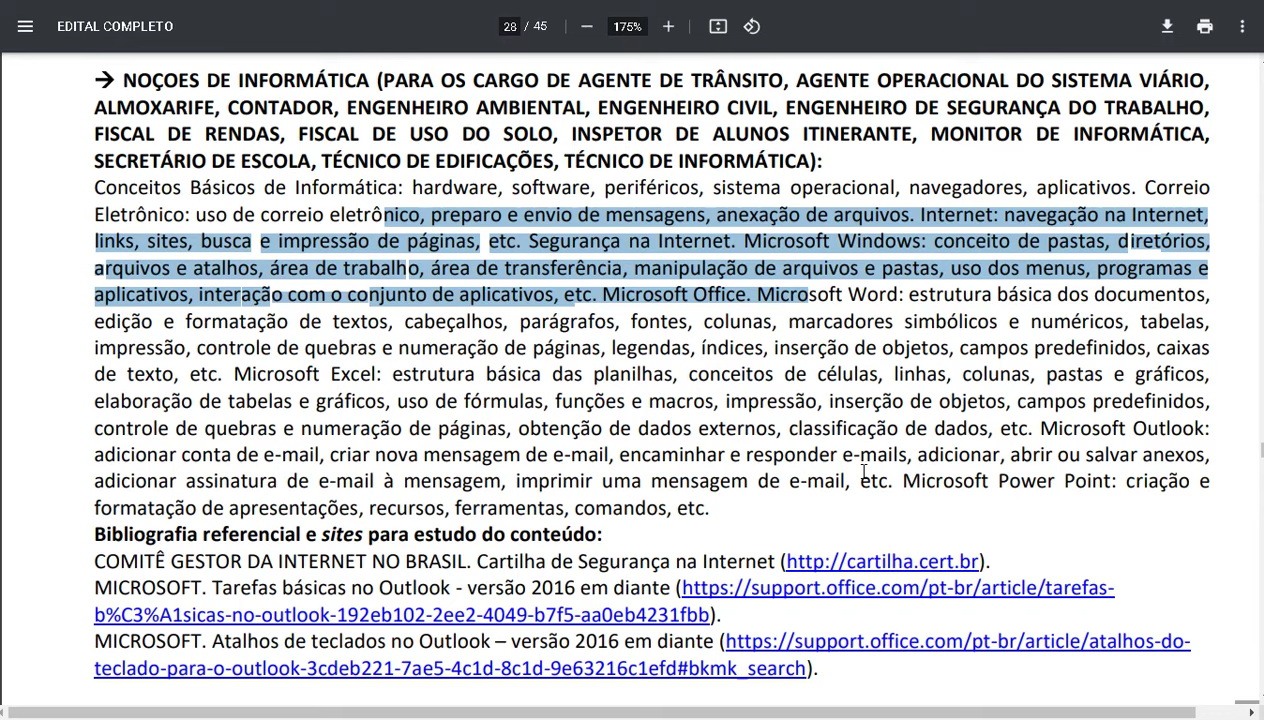 EDITAL COMPLETO
28 / 45
175%
→ NOÇOES DE INFORMÁTICA (PARA OS CARGO DE AGENTE DE TRÂNSITO, AGENTE OPERACIONAL DO SISTEMA VIÁRIO,
ALMOXARIFE, CONTADOR, ENGENHEIRO AMBIENTAL, ENGENHEIRO CIVIL, ENGENHEIRO DE SEGURANÇA DO TRABALHO,
FISCAL DE RENDAS, FISCAL DE USO DO SOLO, INSPETOR DE ALUNOS ITINERANTE, MONITOR DE INFORMÁTICA,
SECRETÁRIO DE ESCOLA, TÉCNICO DE EDIFICAÇÕES, TÉCNICO DE INFORMÁTICA):
Conceitos Básicos de Informática: hardware, software, periféricos, sistema operacional, navegadores, aplicativos. Correio
Eletrônico: uso de correio eletrônico, preparo e envio de mensagens, anexação de arquivos. Internet: navegação na Internet,
links, sites, busca e impressão de páginas, etc. Segurança na Internet. Microsoft Windows: conceito de pastas, diretórios,
arquivos e atalhos, área de trabalho, área de transferência, manipulação de arquivos e pastas, uso dos menus, programas e
aplicativos, interação com o conjunto de aplicativos, etc. Microsoft Office. Microsoft Word: estrutura básica dos documentos,
edição e formatação de textos, cabeçalhos, parágrafos, fontes, colunas, marcadores simbólicos e numéricos, tabelas,
impressão, controle de quebras e numeração de páginas, legendas, índices, inserção de objetos, campos predefinidos, caixas
de texto, etc. Microsoft Excel: estrutura básica das planilhas, conceitos de células, linhas, colunas, pastas e gráficos,
elaboração de tabelas e gráficos, uso de fórmulas, funções e macros, impressão, inserção de objetos, campos predefinidos,
controle de quebras e numeração de páginas, obtenção de dados externos, classificação de dados, etc. Microsoft Outlook:
adicionar conta de e-mail, criar nova mensagem de e-mail, encaminhar e responder e-mails, adicionar, abrir ou salvar anexos,
adicionar assinatura de e-mail à mensagem, imprimir uma mensagem de e-mail, etc. Microsoft Power Point: criação e
formatação de apresentações, recursos, ferramentas, comandos, etc.
Bibliografia referencial e sites para estudo do conteúdo:
COMITÊ GESTOR DA INTERNET NO BRASIL. Cartilha de Segurança na Internet (http://cartilha.cert.br).
MICROSOFT. Tarefas básicas no Outlook - versão 2016 em diante (https://support.office.com/pt-br/article/tarefas-
b%C3%A1sicas-no-outlook-192eb102-2ee2-4049-b7f5-aa0eb4231fbb).
MICROSOFT. Atalhos de teclados no Outlook – versão 2016 em diante (https://support.office.com/pt-br/article/atalhos-do-
teclado-para-o-outlook-3cdeb221-7ae5-4c1d-8c1d-9e63216c1efd#bkmk_search).